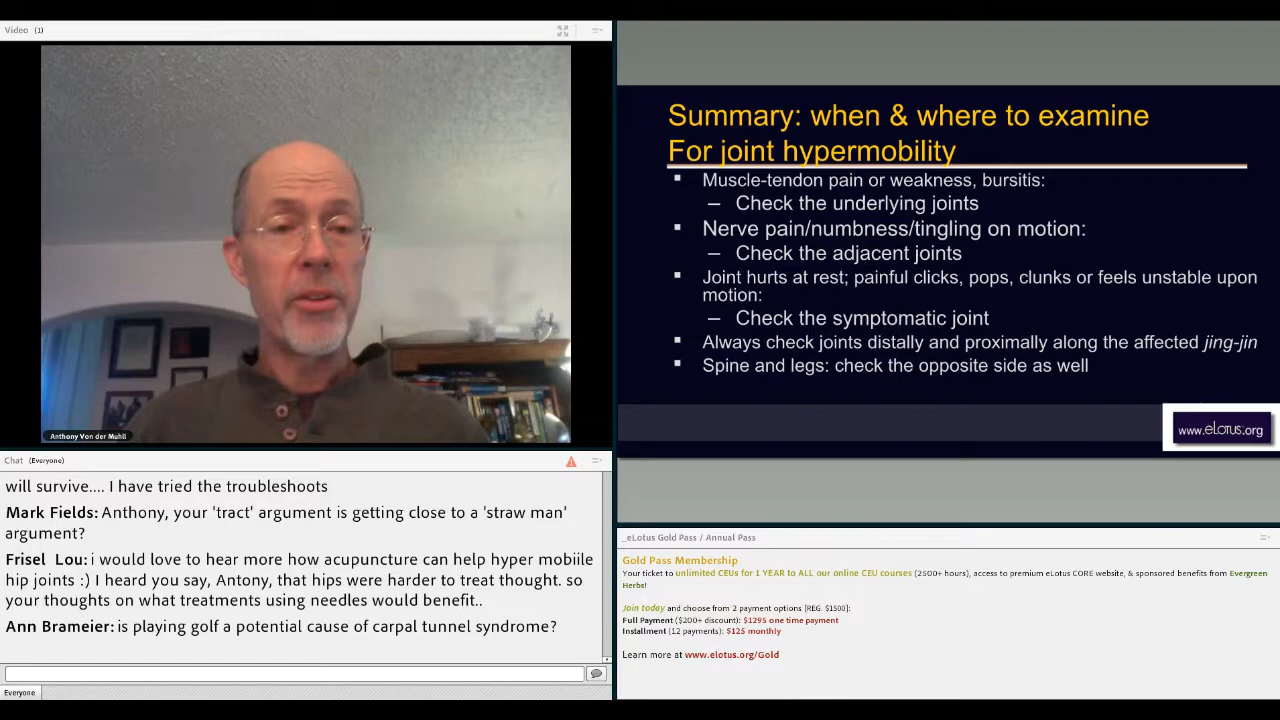 Video (1)
Anthony Von der Muhll
Chat (Everyone)
will survive.... I have tried the troubleshoots
Mark Fields: Anthony, your 'tract' argument is getting close to a 'straw man'
argument?
Frisel Lou: i would love to hear more how acupuncture can help hyper mobiile
hip joints :) I heard you say, Antony, that hips were harder to treat thought. so
your thoughts on what treatments using needles would benefit..
Ann Brameier: is playing golf a potential cause of carpal tunnel syndrome?
Everyone
Summary: when & where to examine
For joint hypermobility
Muscle-tendon pain or weakness, bursitis:
– Check the underlying joints
Nerve pain/numbness/tingling on motion:
– Check the adjacent joints
Joint hurts at rest; painful clicks, pops, clunks or feels unstable upon
motion:
– Check the symptomatic joint
Always check joints distally and proximally along the affected jing-jin
Spine and legs: check the opposite side as well
www.eLotus.org
_eLotus Gold Pass / Annual Pass
Gold Pass Membership
Your ticket to unlimited CEUs for 1 YEAR to ALL our online CEU courses (2500+ hours), access to premium eLotus CORE website, & sponsored benefits from Evergreen
Herbs!
Join today and choose from 2 payment options [REG. $1500]:
Full Payment ($200+ discount): $1295 one time payment
Installment (12 payments): $125 monthly
Learn more at www.elotus.org/Gold